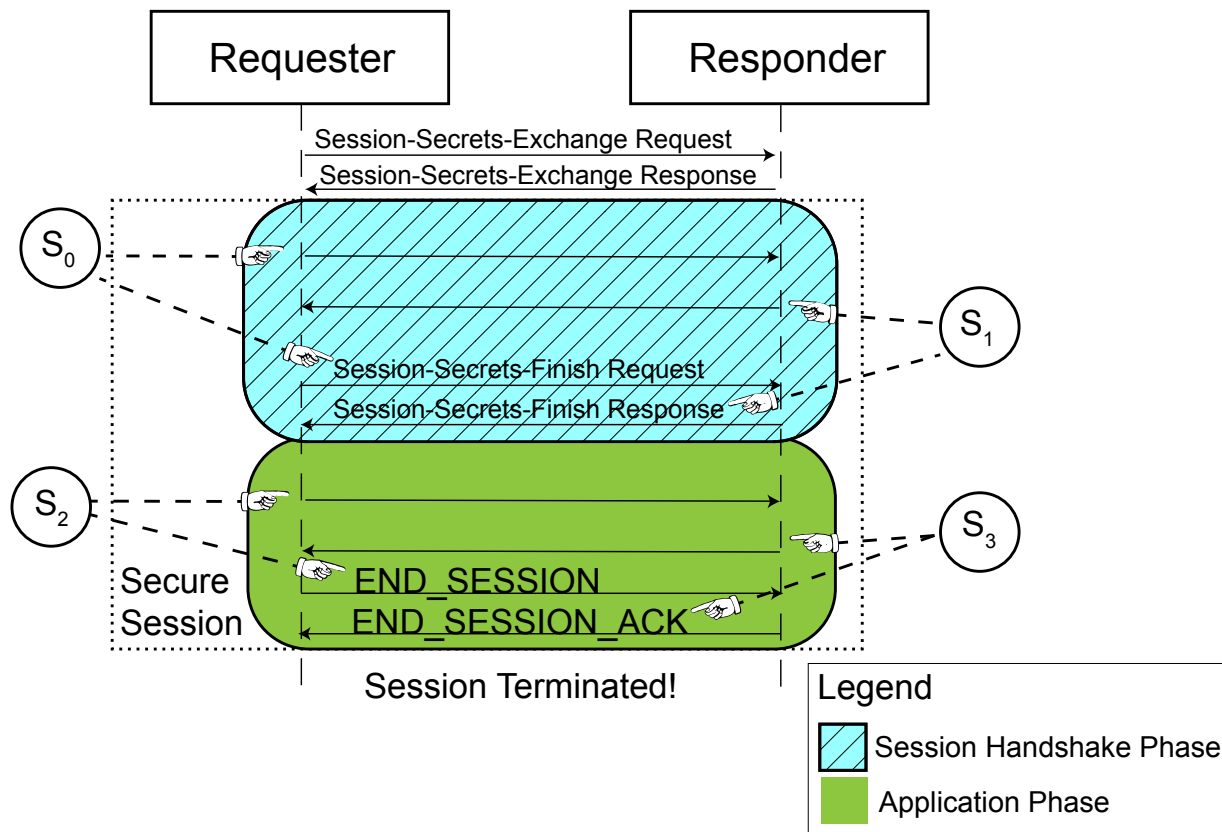 Requester
Responder
Session-Secrets-Exchange Request
Session-Secrets-Exchange Response
S0
S1
Session-Secrets-Finish Request
Session-Secrets-Finish Response
S2
S3
END_SESSION
Secure
Session
END_SESSION_ACK
Session Terminated!
Legend
Session Handshake Phase
Application Phase